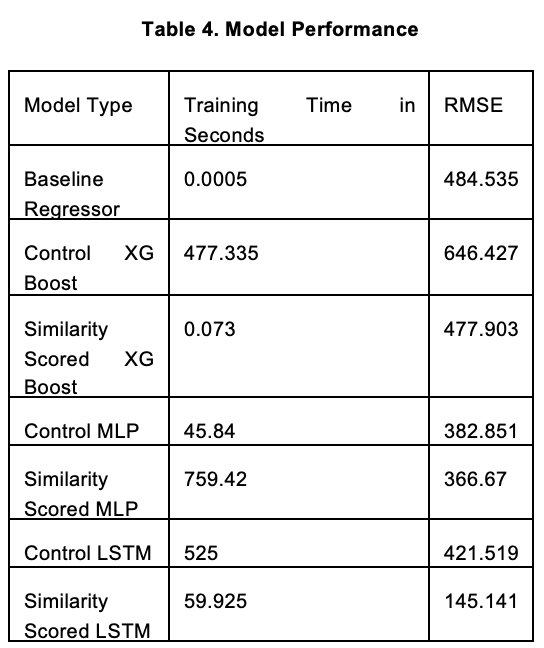 Table 4. Model Performance
Model Type
Training Time in
Seconds
RMSE
Baseline
Regressor
0.0005
484.535
Control XG
Boost
477.335
646.427
Similarity
Scored XG
Boost
0.073
477.903
Control MLP
45.84
382.851
Similarity
Scored MLP
759.42
366.67
Control LSTM
525
421.519
Similarity
Scored LSTM
59.925
145.141